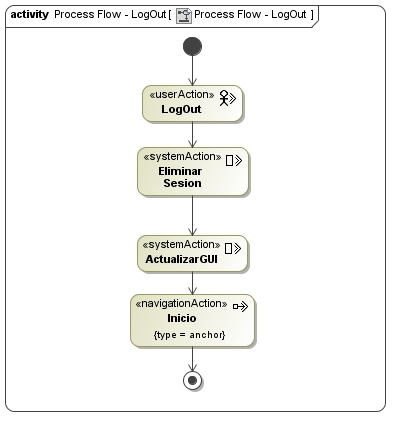 activity Process Flow - LogOut [ Process Flow - LogOut ]
«userAction»
LogOut
«systemAction»
Eliminar
Sesion
«systemAction»
ActualizarGUI
«navigationAction»
Inicio
{type = anchor}